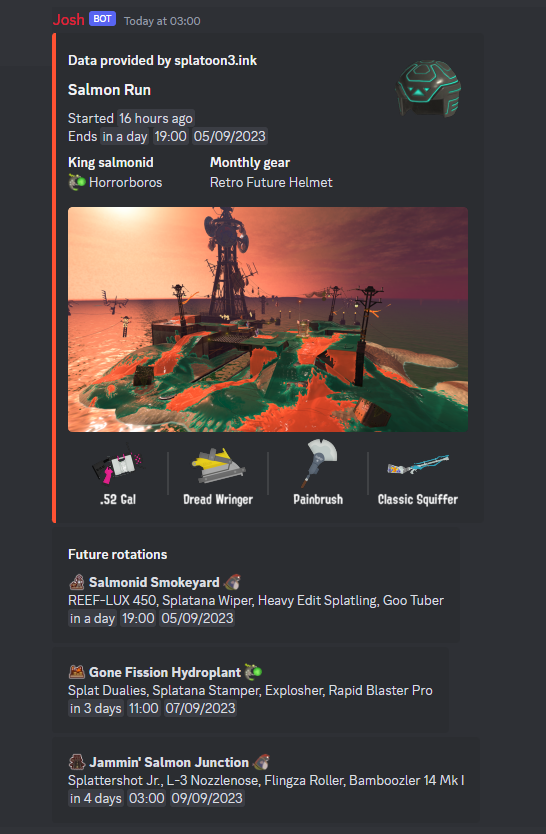 Josh BOT Today at 03:00
Data provided by splatoon3.ink
Salmon Run
Started 16 hours ago
Ends in a day 19:00 05/09/2023
King salmonid Monthly gear
Horrorboros Retro Future Helmet
.52 Gal Dread Wringer Painbrush Classic Squiffer
Future rotations
Salmonid Smokeyard
REEF-LUX 450, Splatana Wiper, Heavy Edit Splatling, Goo Tuber
in a day 19:00 05/09/2023
Gone Fission Hydroplant
Splat Dualies, Splatana Stamper, Explosher, Rapid Blaster Pro
in 3 days 11:00 07/09/2023
Jammin' Salmon Junction
Splattershot Jr., L-3 Nozzlenose, Flingza Roller, Bamboozler 14 Mk I
in 4 days 03:00 09/09/2023